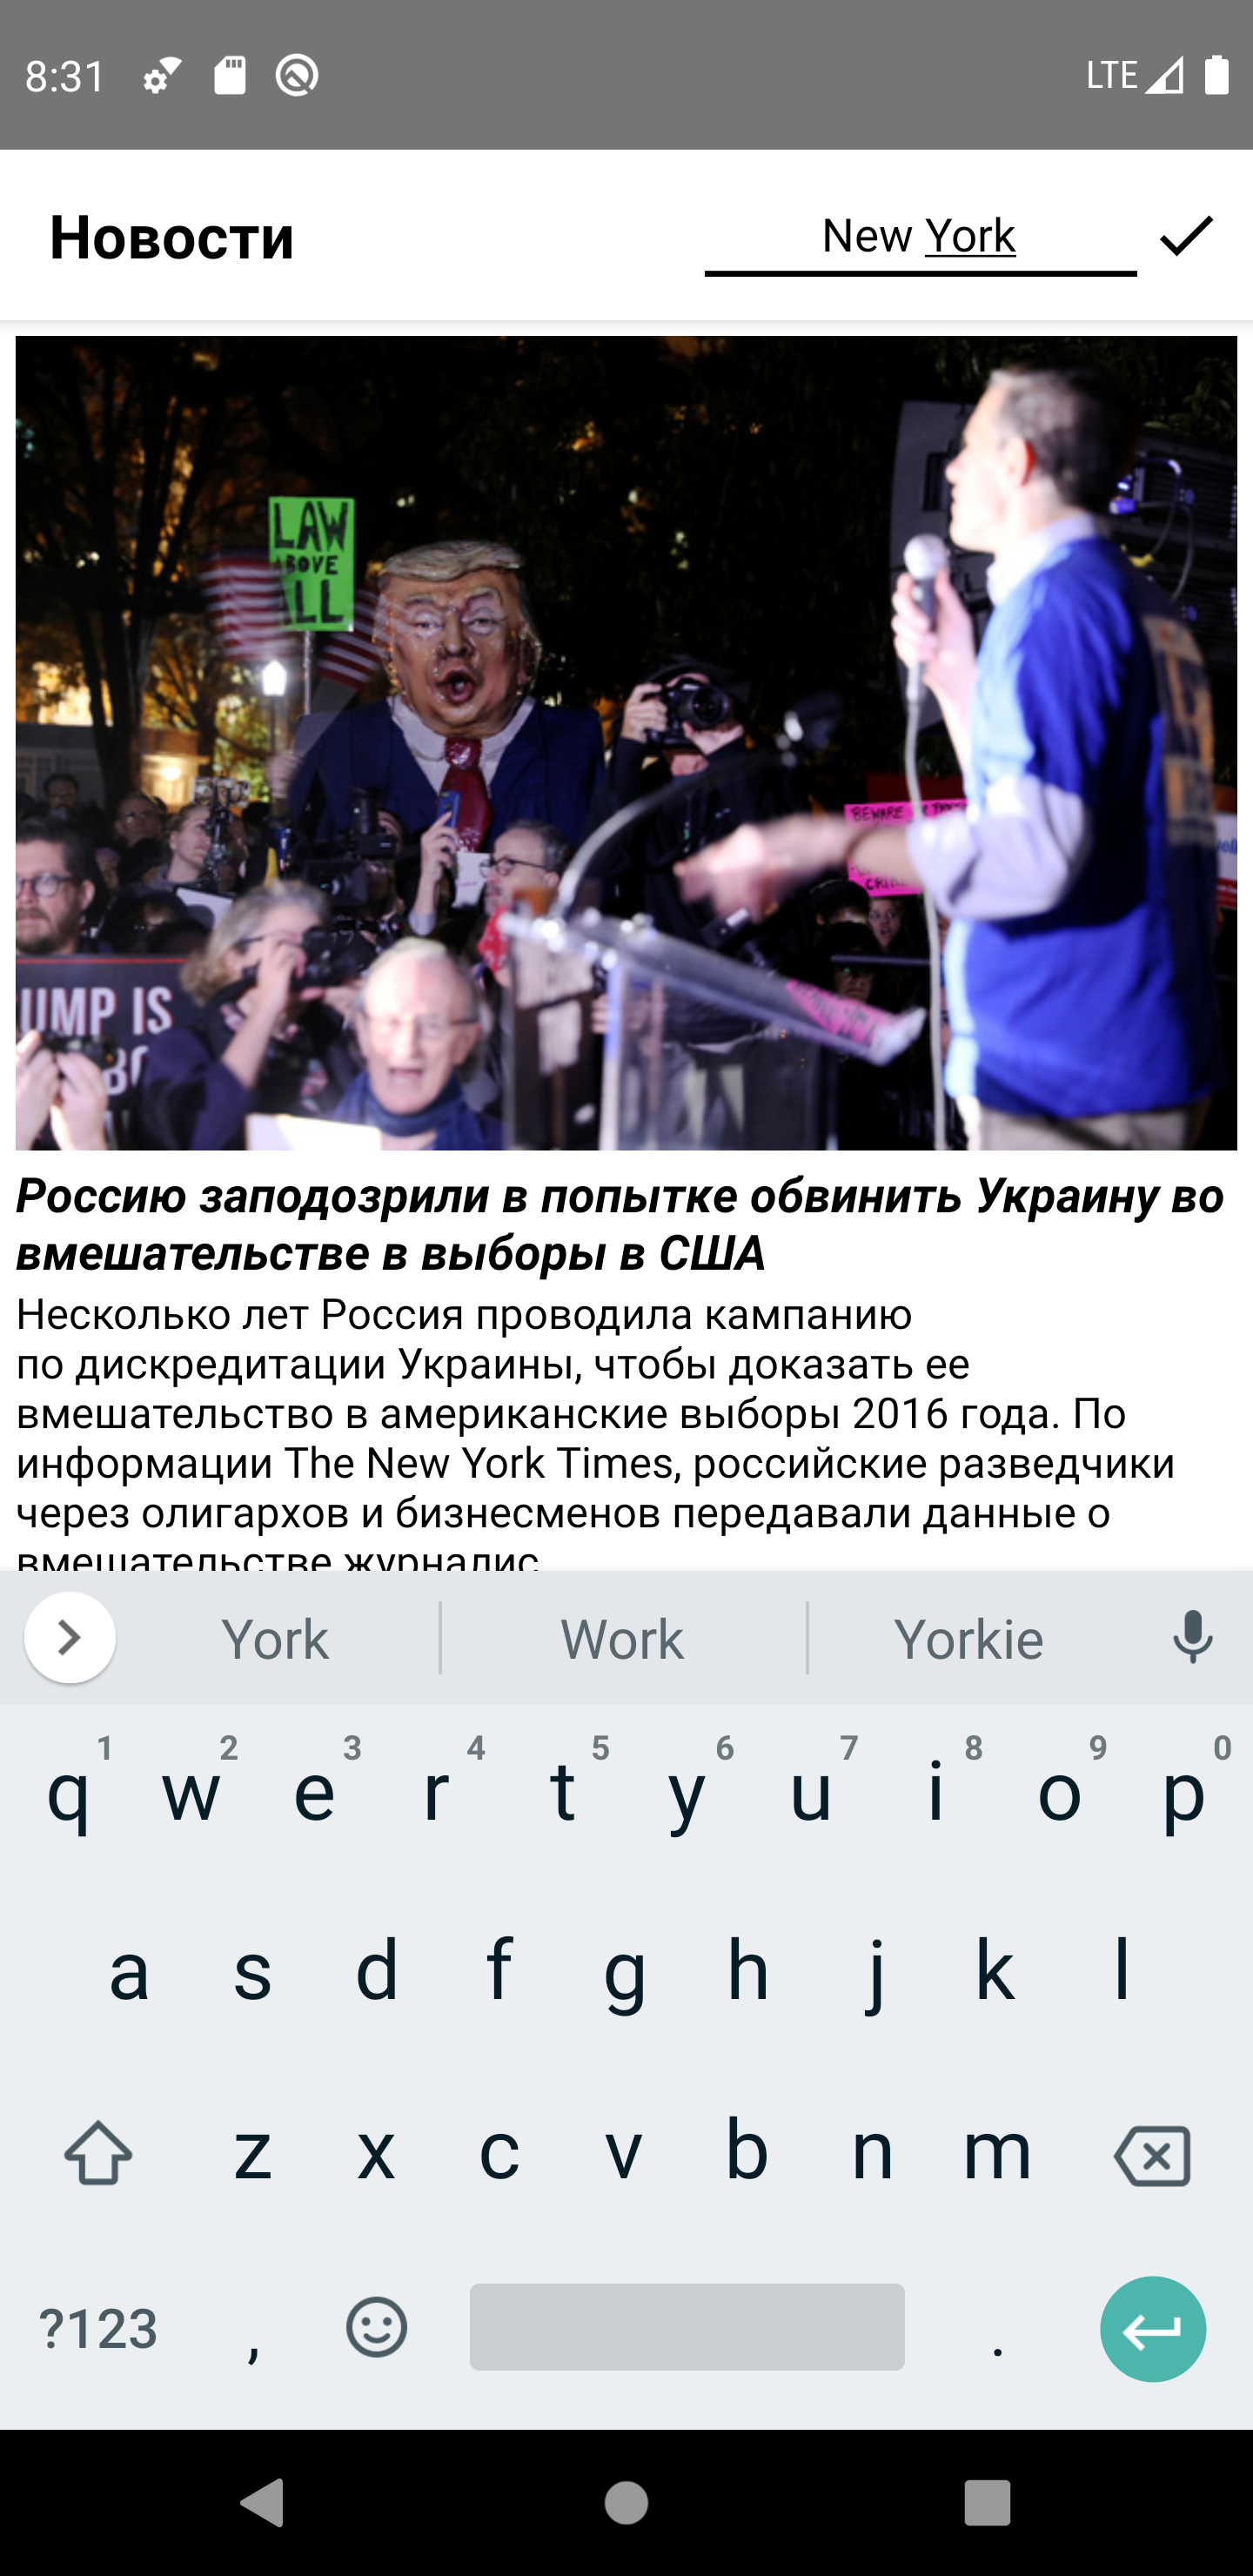 8:31 LTE
Новости New York
LAW
ABOVE
ALL
BEWARE
UMP IS
Россию заподозрили в попытке обвинить Украину во
вмешательстве в выборы в США
Несколько лет Россия проводила кампанию
по дискредитации Украины, чтобы доказать ее
вмешательство в американские выборы 2016 года. По
информации The New York Times, российские разведчики
через олигархов и бизнесменов передавали данные о
вмешательстве журналис
York Work Yorkie
1 2 3 4 5 6 7 8 9 0
q w e r t y u i o p
a s d f g h j k l
z x c v b n m
?123 , .